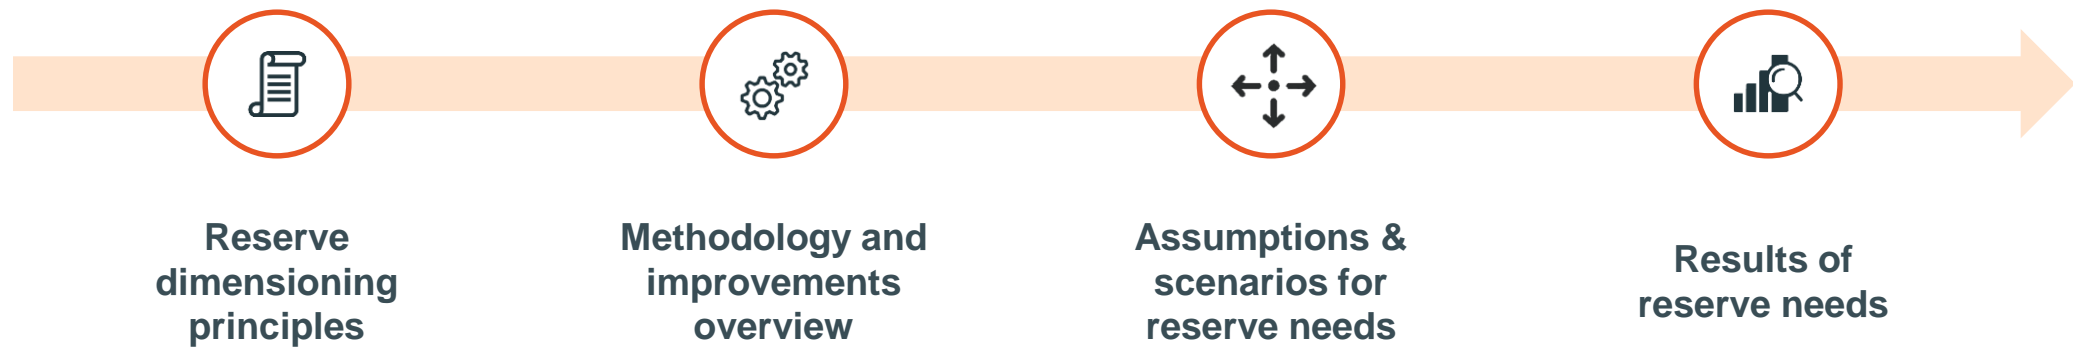 Reserve
dimensioning
principles
Methodology and
improvements
overview
Assumptions &
scenarios for
reserve needs
Results of
reserve needs